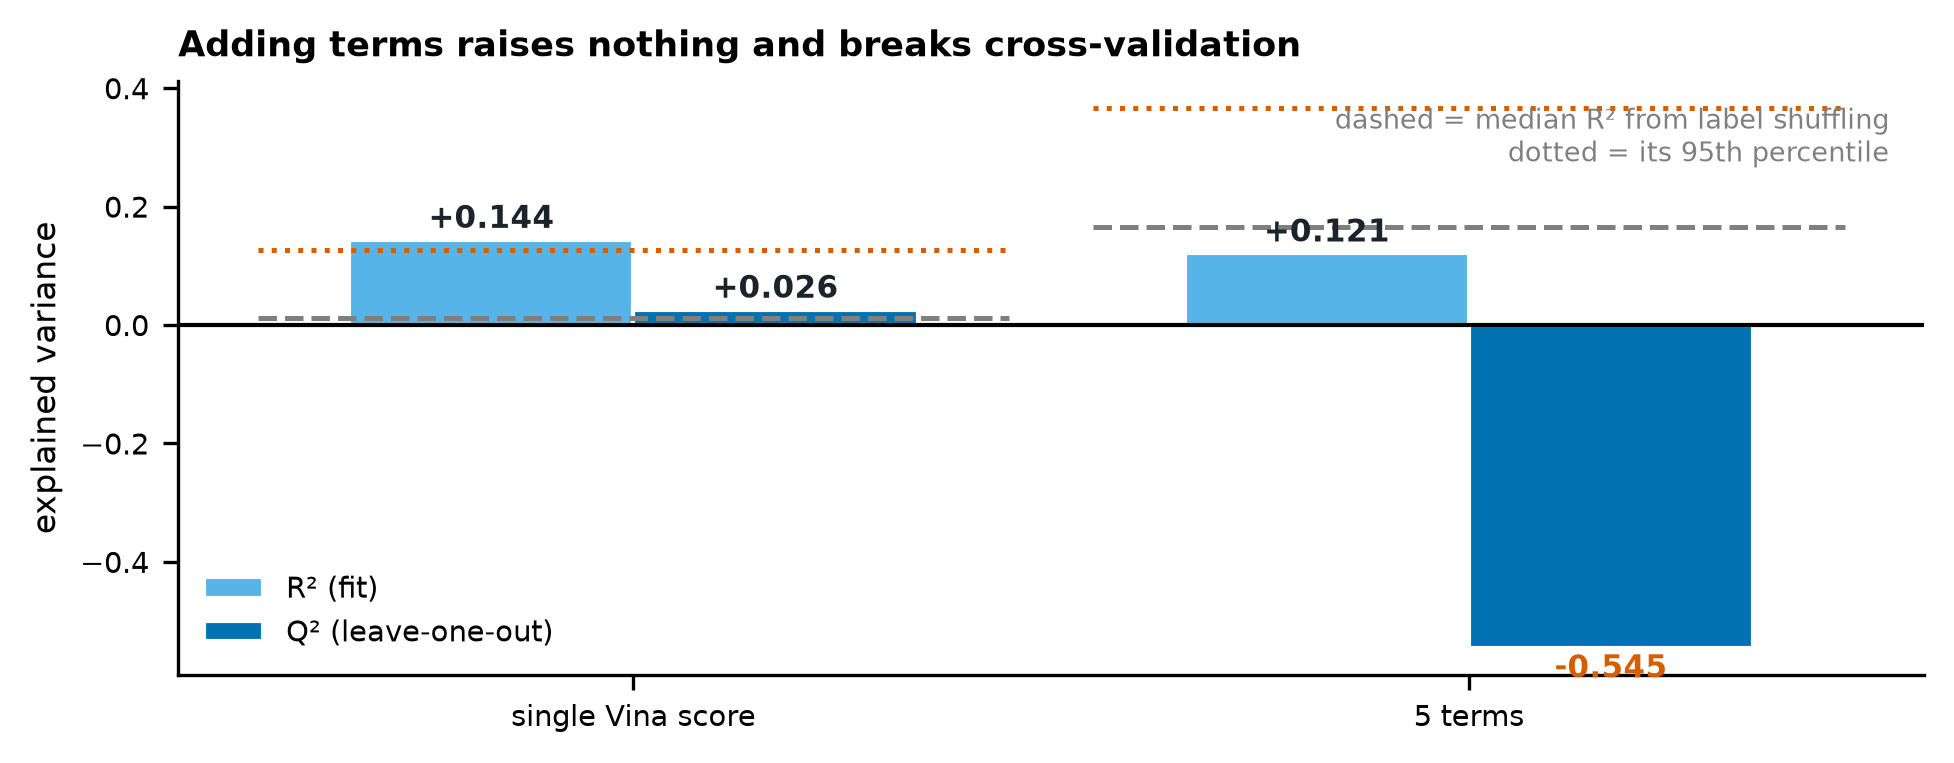 Adding terms raises nothing and breaks cross-validation
0.4
0.2
0.0
−0.2
−0.4
explained variance
dashed = median R² from label shuffling
dotted = its 95th percentile
+0.144
+0.026
+0.121
-0.545
R² (fit)
Q² (leave-one-out)
single Vina score
5 terms